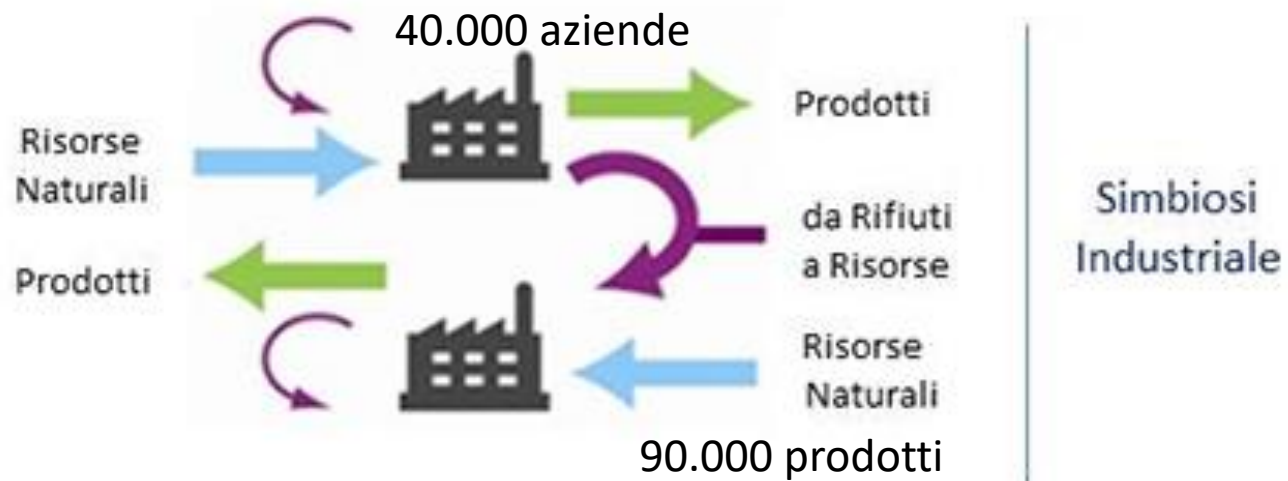 40.000 aziende
Prodotti
Risorse
Naturali
da Rifiuti
a Risorse
Simbiosi
Industriale
Prodotti
Risorse
Naturali
90.000 prodotti